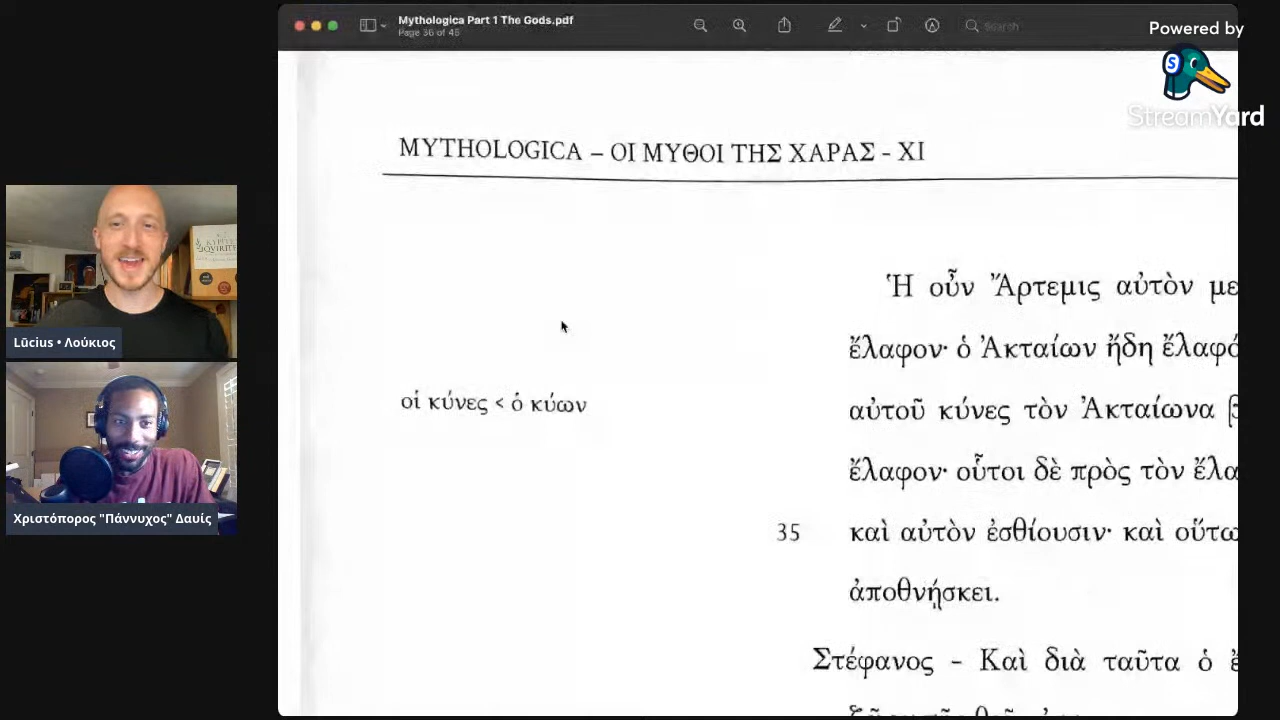 Mythologica Part 1 The Gods.pdf
Page 36 of 45
Search
Powered by
StreamYard
MYTHOLOGICA – ΟΙ ΜΥΘΟΙ ΤΗΣ ΧΑΡΑΣ - XI
Ἡ οὖν Ἄρτεμις αὐτὸν με
ἔλαφον· ὁ Ἀκταίων ἤδη ἔλαφό
οἱ κύνες < ὁ κύων
αὐτοῦ κύνες τὸν Ἀκταίωνα β
ἔλαφον· οὗτοι δὲ πρὸς τὸν ἔλα
35 καὶ αὐτὸν ἐσθίουσιν· καὶ οὕτω
ἀποθνῄσκει.
Στέφανος – Καὶ διὰ ταῦτα ὁ ἔ
Lūcius • Λούκιος
Χριστόπορος "Πάννυχος" Δαυίς